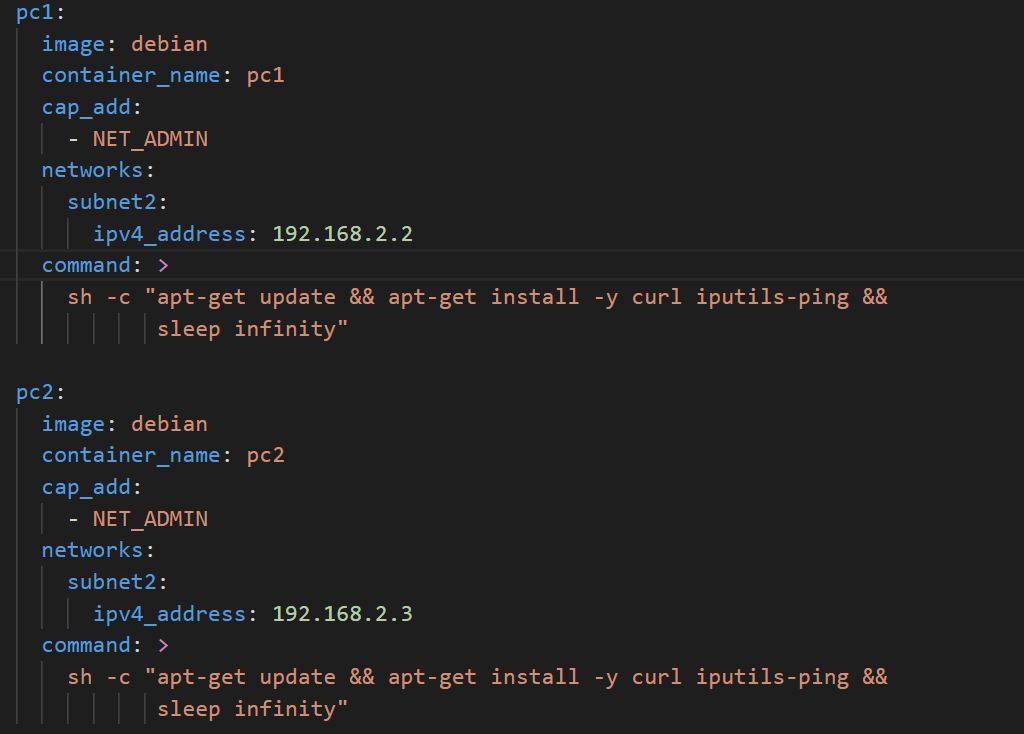 pc1:
  image: debian
  container_name: pc1
  cap_add:
    - NET_ADMIN
  networks:
    subnet2:
      ipv4_address: 192.168.2.2
  command: >
    sh -c "apt-get update && apt-get install -y curl iputils-ping &&
           sleep infinity"

pc2:
  image: debian
  container_name: pc2
  cap_add:
    - NET_ADMIN
  networks:
    subnet2:
      ipv4_address: 192.168.2.3
  command: >
    sh -c "apt-get update && apt-get install -y curl iputils-ping &&
           sleep infinity"